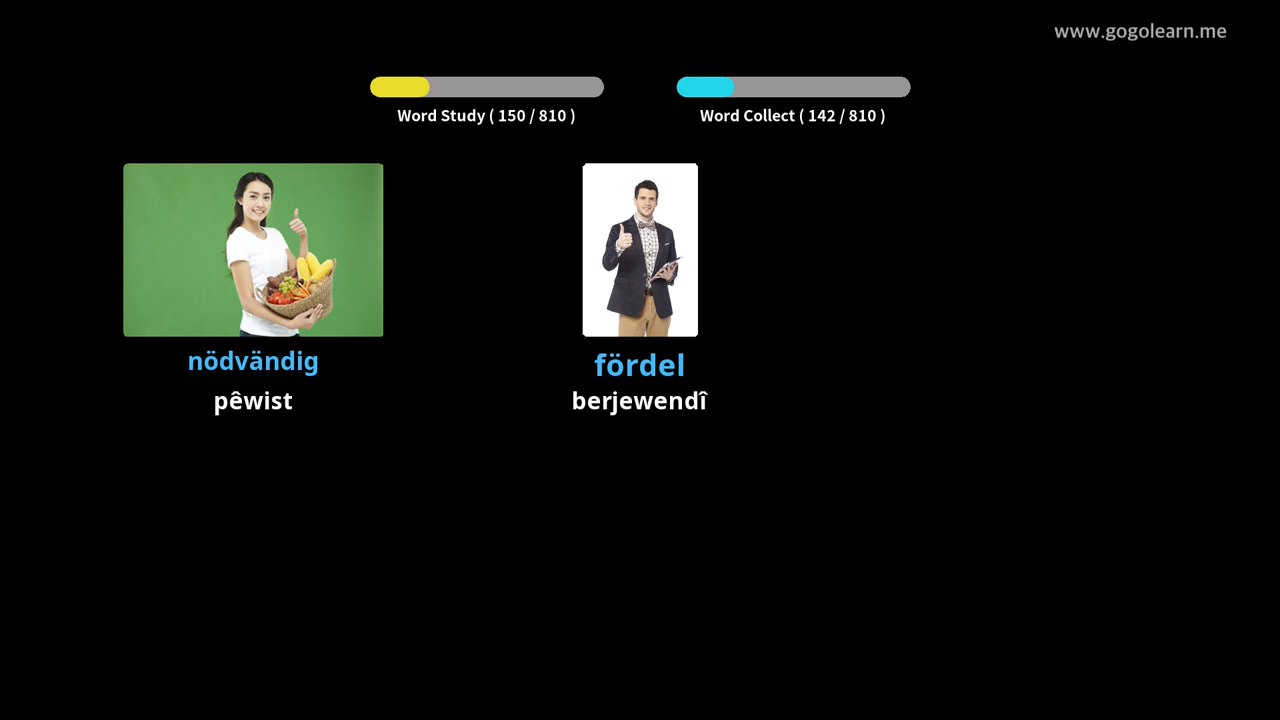 www.gogolearn.me
Word Study ( 150 / 810 )
Word Collect ( 142 / 810 )
nödvändig
pêwist
fördel
berjewendî